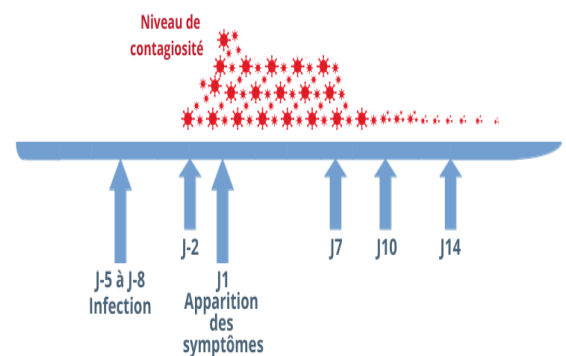 Niveau de
contagiosité
J-2
J7
J10
J14
J-5 à J-8
Infection
J1
Apparition
des
symptômes